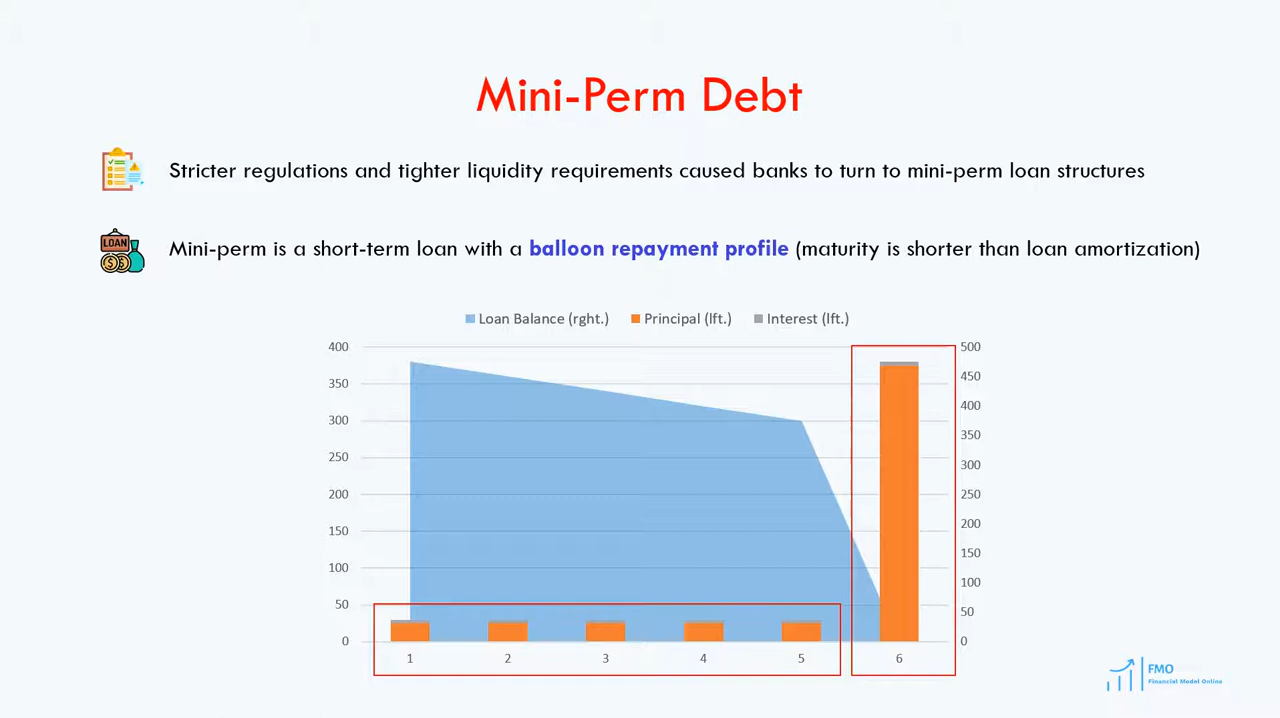 Mini-Perm Debt
Stricter regulations and tighter liquidity requirements caused banks to turn to mini-perm loan structures
LOAN
Mini-perm is a short-term loan with a balloon repayment profile (maturity is shorter than loan amortization)
Loan Balance (rght.) Principal (lft.) Interest (lft.)
400 500
350 450
300 400
250 350
200 300
150 250
100 200
50 150
0 100
50
0
1 2 3 4 5 6
FMO
Financial Model Online